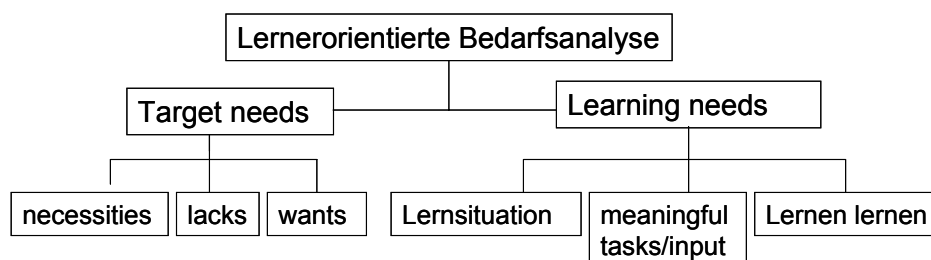 Lernerorientierte Bedarfsanalyse
Target needs
Learning needs
necessities
lacks
wants
Lernsituation
meaningful
tasks/input
Lernen lernen